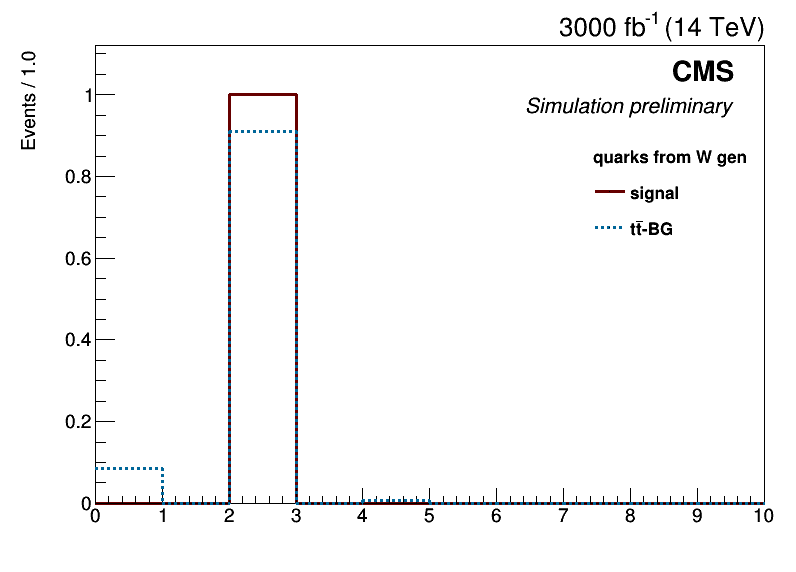 3000 fb⁻¹ (14 TeV)
Events / 1.0
CMS
Simulation preliminary
quarks from W gen
signal
tt̄-BG
1
0.8
0.6
0.4
0.2
0
0 1 2 3 4 5 6 7 8 9 10